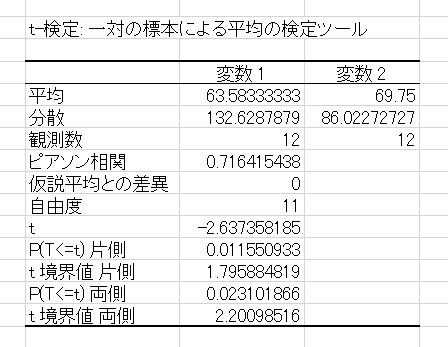 t-検定: 一対の標本による平均の検定ツール
変数 1 変数 2
平均 63.58333333 69.75
分散 132.6287879 86.02272727
観測数 12 12
ピアソン相関 0.716415438
仮説平均との差異 0
自由度 11
t -2.637358185
P(T<=t) 片側 0.011550933
t 境界値 片側 1.795884819
P(T<=t) 両側 0.023101866
t 境界値 両側 2.20098516